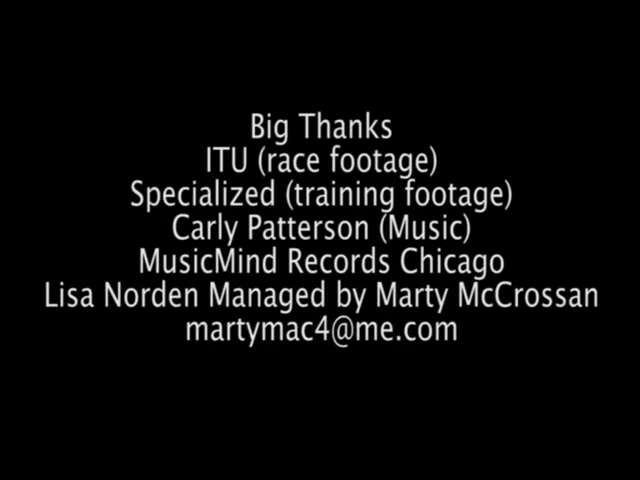 Big Thanks
ITU (race footage)
Specialized (training footage)
Carly Patterson (Music)
MusicMind Records Chicago
Lisa Norden Managed by Marty McCrossan
martymac4@me.com